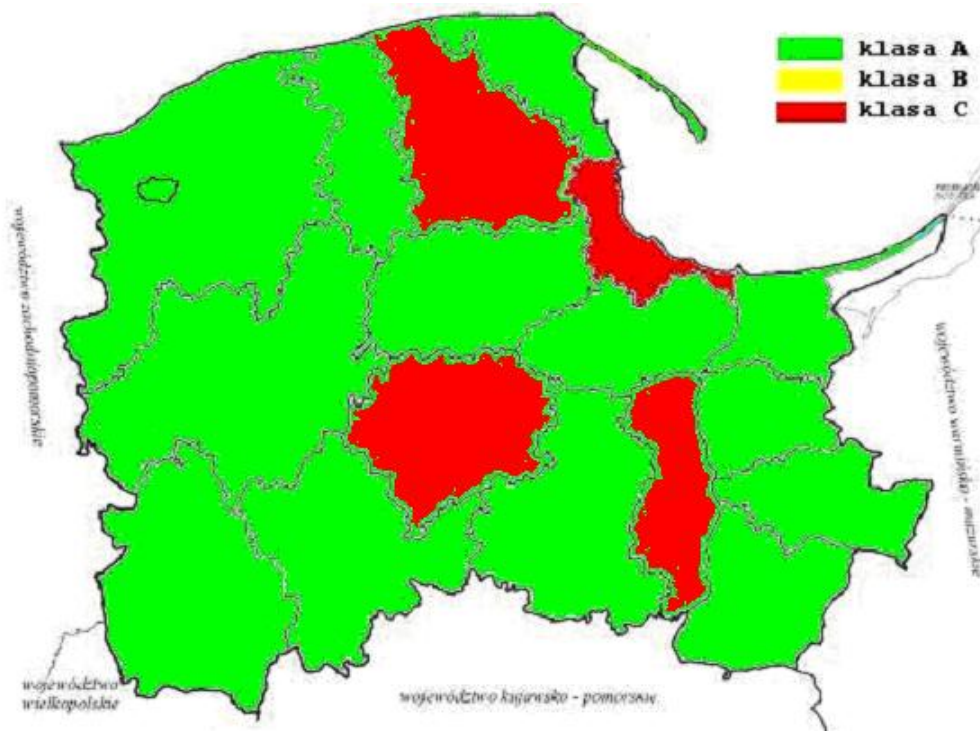 klasa A
klasa B
klasa C
województwo zachodniopomorskie
województwo warmińsko - mazurskie
województwo
wielkopolskie
województwo kujawsko - pomorskie